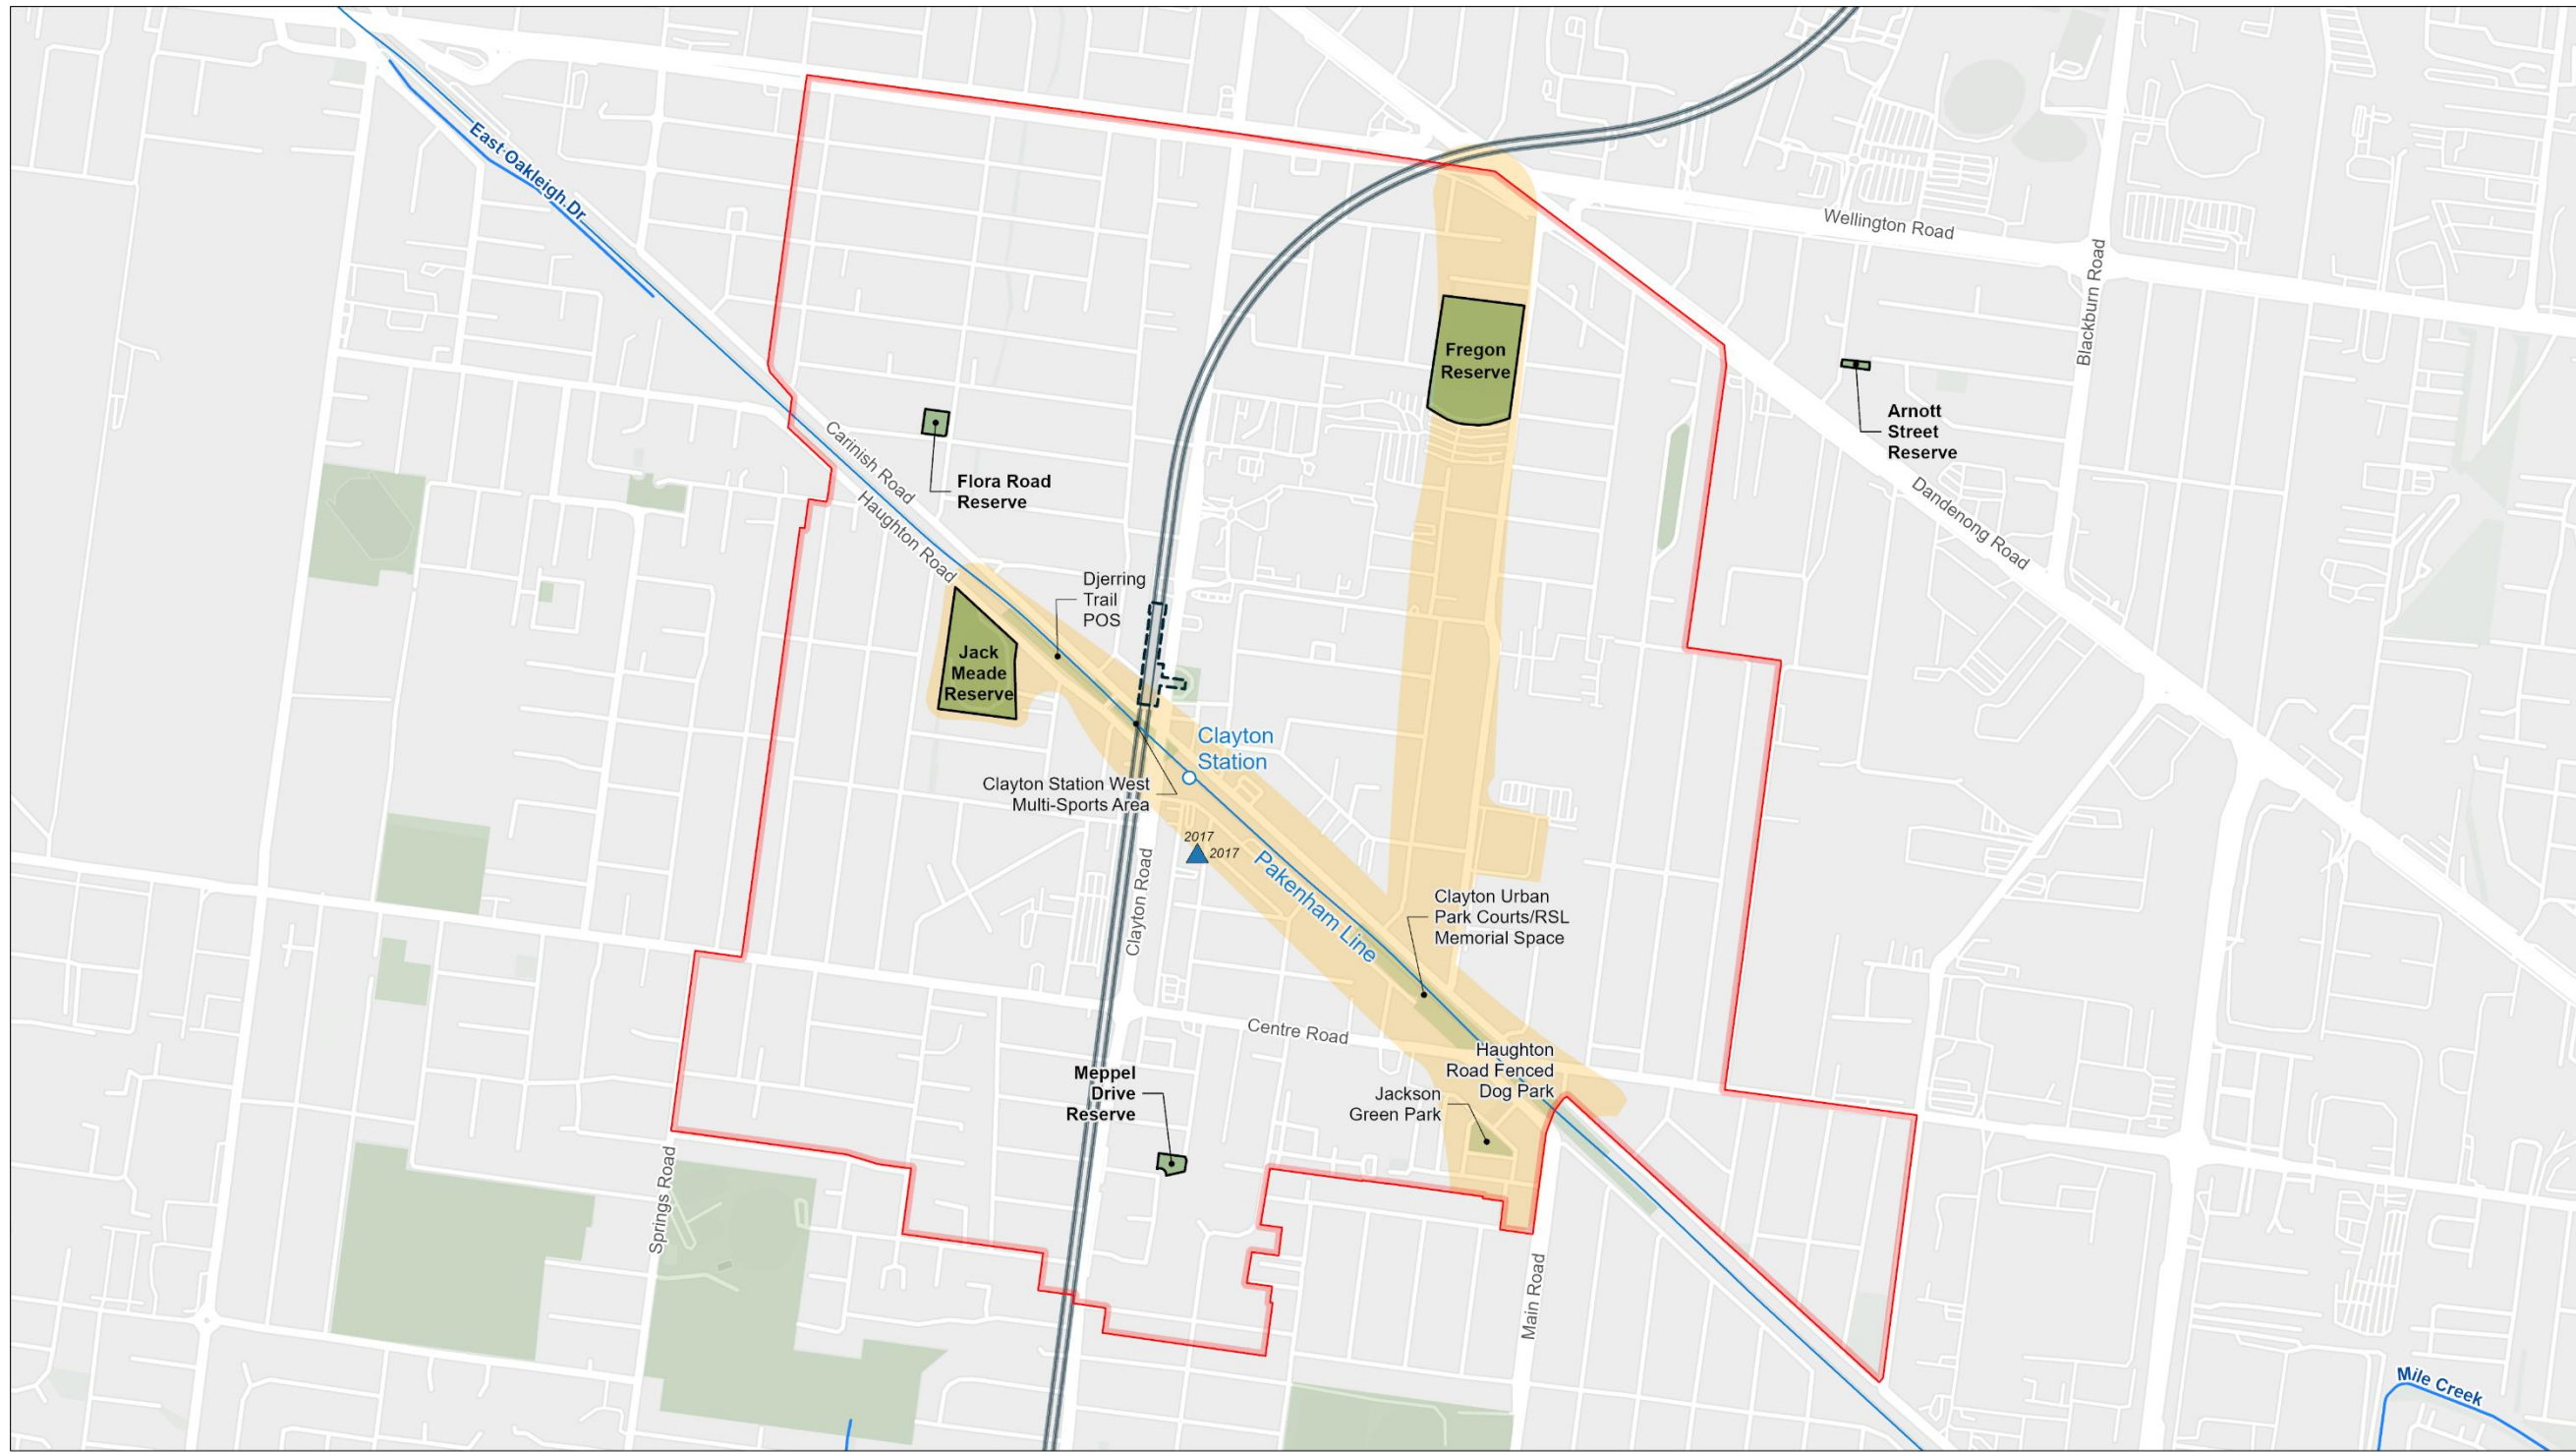 East Oakleigh Dr
Wellington Road
Blackburn Road
Fregon
Reserve
Arnott
Street
Reserve
Carinish Road
Haughton Road
Flora Road
Reserve
Dandenong Road
Djerring
Trail
POS
Jack
Meade
Reserve
Clayton
Station
Clayton Station West
Multi-Sports Area
2017
2017
Pakenham Line
Clayton Road
Clayton Urban
Park Courts/RSL
Memorial Space
Centre Road
Haughton
Road Fenced
Dog Park
Meppel
Drive
Reserve
Jackson
Green Park
Springs Road
Main Road
Mile Creek